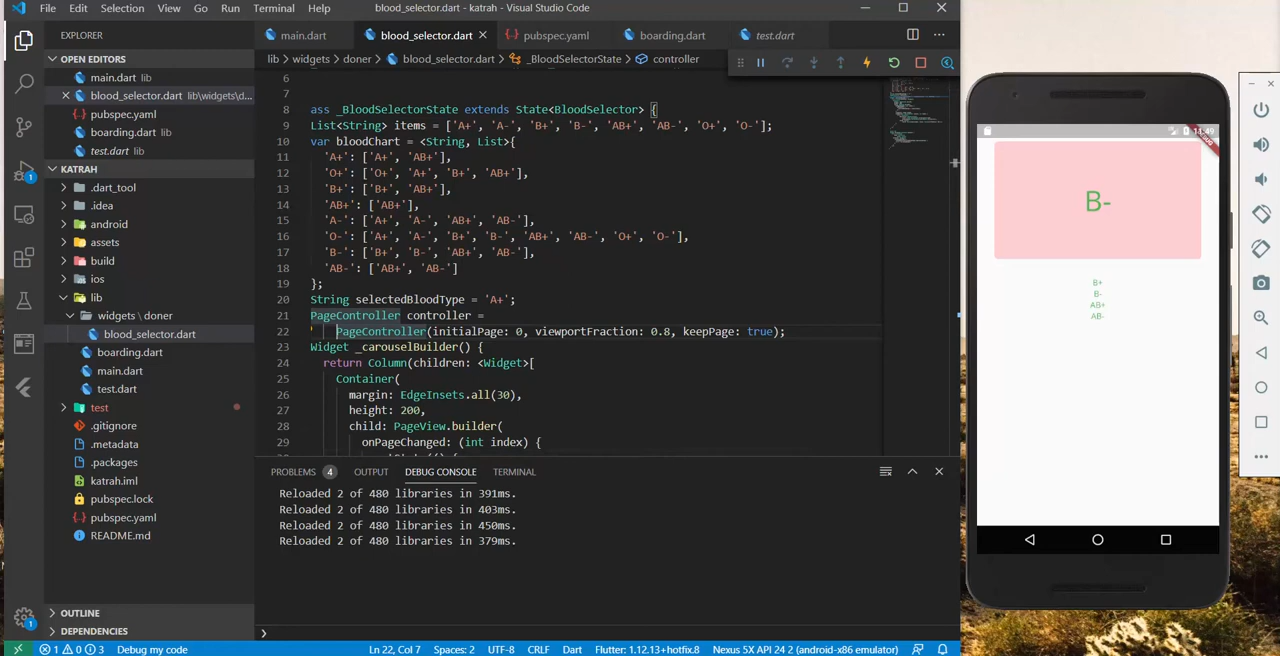 File Edit Selection View Go Run Terminal Help
blood_selector.dart - katrah - Visual Studio Code
EXPLORER
OPEN EDITORS
main.dart lib
blood_selector.dart lib\widgets\d...
pubspec.yaml
boarding.dart lib
test.dart lib
KATRAH
.dart_tool
.idea
android
assets
build
ios
lib
widgets \ doner
blood_selector.dart
boarding.dart
main.dart
test.dart
test
.gitignore
.metadata
.packages
katrah.iml
pubspec.lock
pubspec.yaml
README.md
OUTLINE
DEPENDENCIES
1
1
main.dart blood_selector.dart pubspec.yaml boarding.dart test.dart
lib > widgets > doner > blood_selector.dart > _BloodSelectorState > controller
6
7
8 ass _BloodSelectorState extends State<BloodSelector> {
9 List<String> items = ['A+', 'A-', 'B+', 'B-', 'AB+', 'AB-', 'O+', 'O-'];
10 var bloodChart = <String, List>{
11 'A+': ['A+', 'AB+'],
12 'O+': ['O+', 'A+', 'B+', 'AB+'],
13 'B+': ['B+', 'AB+'],
14 'AB+': ['AB+'],
15 'A-': ['A+', 'A-', 'AB+', 'AB-'],
16 'O-': ['A+', 'A-', 'B+', 'B-', 'AB+', 'AB-', 'O+', 'O-'],
17 'B-': ['B+', 'B-', 'AB+', 'AB-'],
18 'AB-': ['AB+', 'AB-']
19 };
20 String selectedBloodType = 'A+';
21 PageController controller =
22 PageController(initialPage: 0, viewportFraction: 0.8, keepPage: true);
23 Widget _carouselBuilder() {
24 return Column(children: <Widget>[
25 Container(
26 margin: EdgeInsets.all(30),
27 height: 200,
28 child: PageView.builder(
29 onPageChanged: (int index) {
PROBLEMS 4 OUTPUT DEBUG CONSOLE TERMINAL
Reloaded 2 of 480 libraries in 391ms.
Reloaded 2 of 480 libraries in 403ms.
Reloaded 2 of 480 libraries in 450ms.
Reloaded 2 of 480 libraries in 379ms.
1 0 3 Debug my code
Ln 22, Col 7 Spaces: 2 UTF-8 CRLF Dart Flutter: 1.12.13+hotfix.8 Nexus 5X API 24 2 (android-x86 emulator)
11:49
B-
B+
B-
AB+
AB-